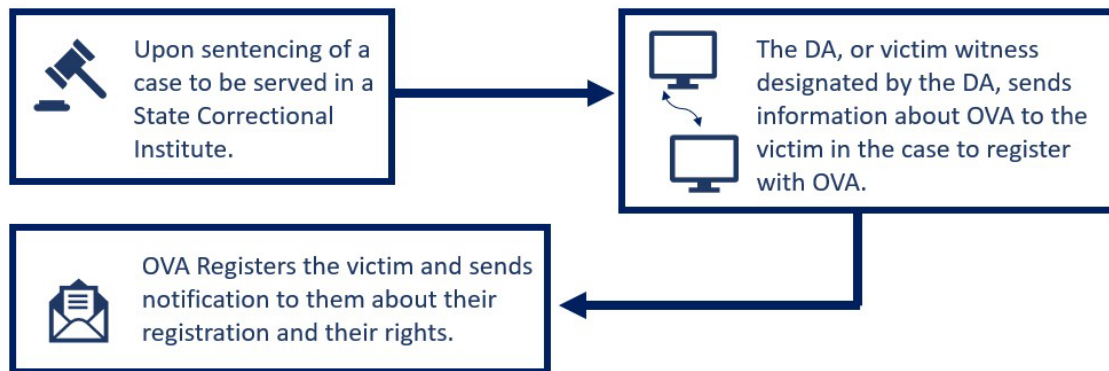 Upon sentencing of a
case to be served in a
State Correctional
Institute.
The DA, or victim witness
designated by the DA, sends
information about OVA to the
victim in the case to register
with OVA.
OVA Registers the victim and sends
notification to them about their
registration and their rights.